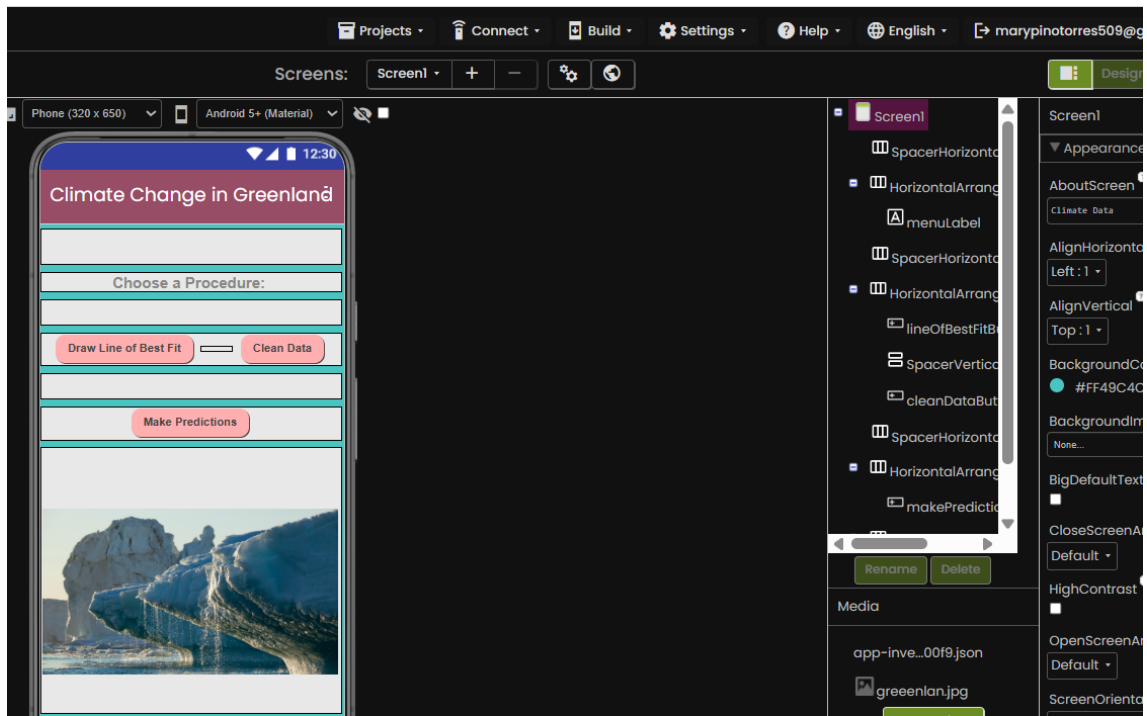 Projects
Connect
Build
Settings
Help
English
marypinotorres509@g
Screens:
Screen1
Design
Phone (320 x 650)
Android 5+ (Material)
12:30
Climate Change in Greenland
Choose a Procedure:
Draw Line of Best Fit
Clean Data
Make Predictions
Screen1
SpacerHorizonta
HorizontalArrang
menuLabel
SpacerHorizonta
HorizontalArrang
lineOfBestFitBu
SpacerVertica
cleanDataBut
SpacerHorizonta
HorizontalArrang
makePredictio
Rename
Delete
Media
app-inve...00f9.json
greeenlan.jpg
Screen1
Appearance
AboutScreen
Climate Data
AlignHorizonta
Left : 1
AlignVertical
Top : 1
BackgroundCo
#FF49C4C
BackgroundIm
None...
BigDefaultText
CloseScreenAn
Default
HighContrast
OpenScreenAn
Default
ScreenOrienta